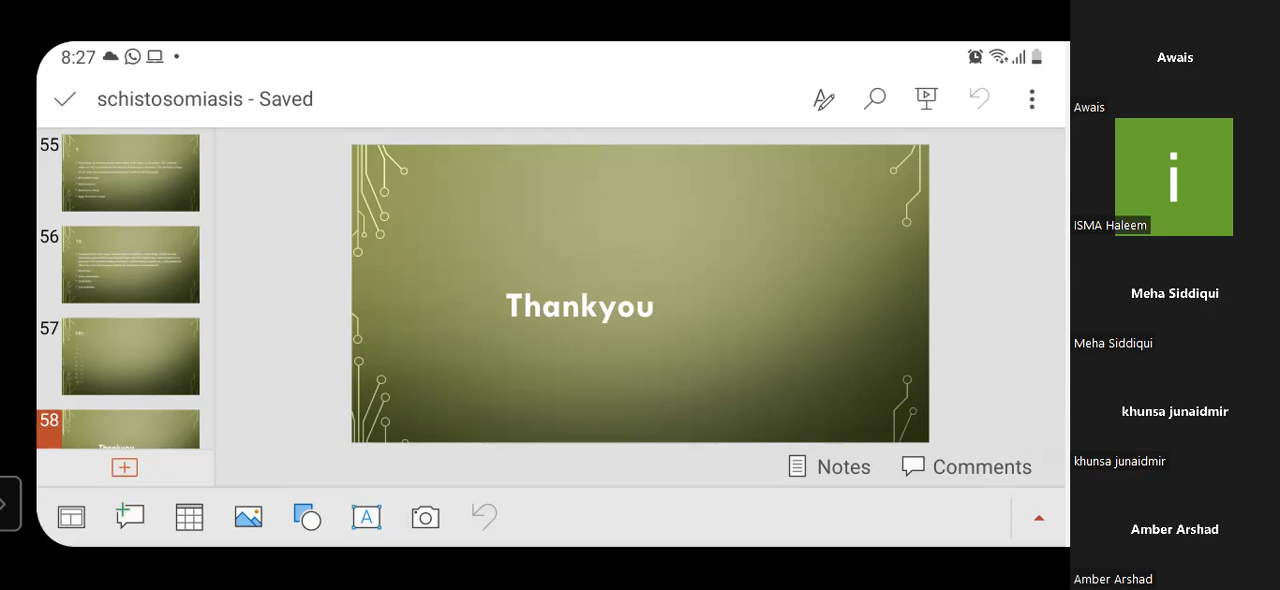 8:27
schistosomiasis - Saved
55
56
57
58
Thankyou
Thankyou
Notes
Comments
A
Awais
Awais
i
ISMA Haleem
Meha Siddiqui
Meha Siddiqui
khunsa junaidmir
khunsa junaidmir
Amber Arshad
Amber Arshad